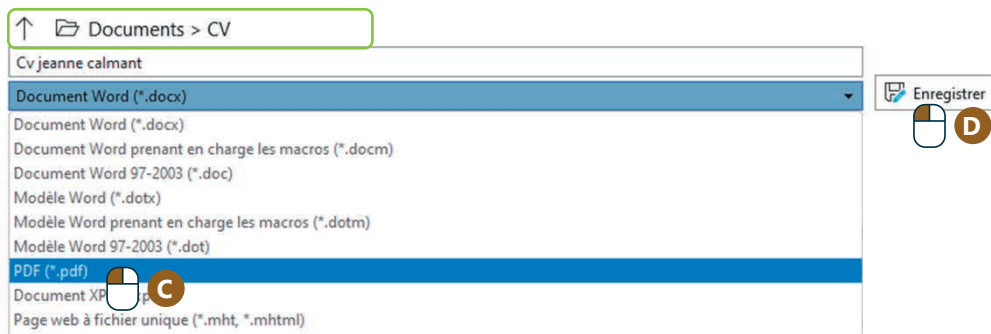 Documents > CV
Cv jeanne calmant
Document Word (*.docx)
Enregistrer
D
Document Word (*.docx)
Document Word prenant en charge les macros (*.docm)
Document Word 97-2003 (*.doc)
Modèle Word (*.dotx)
Modèle Word prenant en charge les macros (*.dotm)
Modèle Word 97-2003 (*.dot)
PDF (*.pdf)
C
Document XP
Page web à fichier unique (*.mht, *.mhtml)